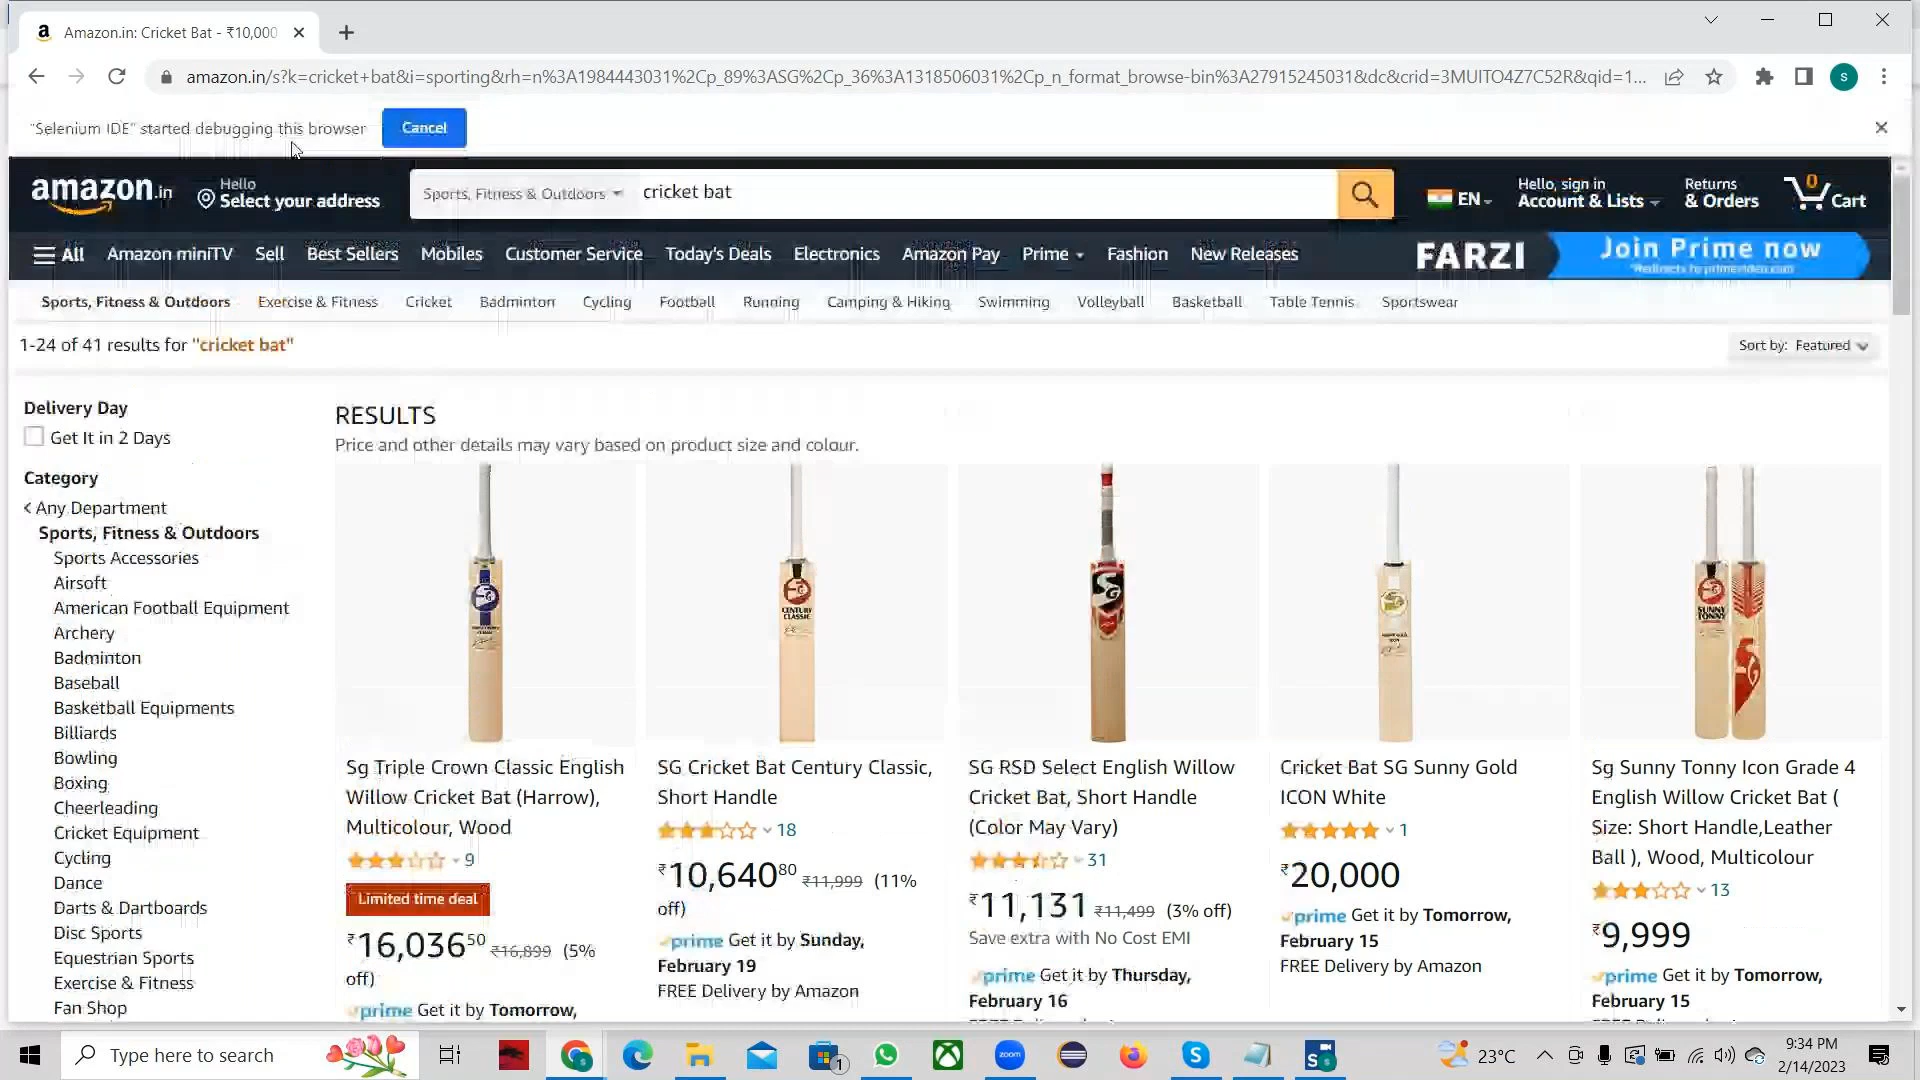 Amazon.in: Cricket Bat - ₹10,000
amazon.in/s?k=cricket+bat&i=sporting&rh=n%3A1984443031%2Cp_89%3ASG%2Cp_36%3A1318506031%2Cp_n_format_browse-bin%3A27915245031&dc&crid=3MUITO4Z7C52R&qid=1...
S
"Selenium IDE" started debugging this browser
Cancel
amazon.in
Hello
Select your address
Sports, Fitness & Outdoors
cricket bat
EN
Hello, sign in
Account & Lists
Returns
& Orders
0
Cart
All Amazon miniTV Sell Best Sellers Mobiles Customer Service Today's Deals Electronics Amazon Pay Prime Fashion New Releases
FARZI
Join Prime now
*Redirects to primevideo.com
Sports, Fitness & Outdoors Exercise & Fitness Cricket Badminton Cycling Football Running Camping & Hiking Swimming Volleyball Basketball Table Tennis Sportswear
1-24 of 41 results for "cricket bat"
Sort by: Featured
Delivery Day
Get It in 2 Days
Category
Any Department
Sports, Fitness & Outdoors
Sports Accessories
Airsoft
American Football Equipment
Archery
Badminton
Baseball
Basketball Equipments
Billiards
Bowling
Boxing
Cheerleading
Cricket Equipment
Cycling
Dance
Darts & Dartboards
Disc Sports
Equestrian Sports
Exercise & Fitness
Fan Shop
RESULTS
Price and other details may vary based on product size and colour.
Sg Triple Crown Classic English
Willow Cricket Bat (Harrow),
Multicolour, Wood
9
Limited time deal
₹16,036⁵⁰ ₹16,899 (5%
off)
prime Get it by Tomorrow,
CENTURY
CLASSIC
SG Cricket Bat Century Classic,
Short Handle
18
₹10,640⁸⁰ ₹11,999 (11%
off)
prime Get it by Sunday,
February 19
FREE Delivery by Amazon
SG
SG RSD Select English Willow
Cricket Bat, Short Handle
(Color May Vary)
31
₹11,131 ₹11,499 (3% off)
Save extra with No Cost EMI
prime Get it by Thursday,
February 16
Cricket Bat SG Sunny Gold
ICON White
1
₹20,000
prime Get it by Tomorrow,
February 15
FREE Delivery by Amazon
SUNNY
TONNY
SG
Sg Sunny Tonny Icon Grade 4
English Willow Cricket Bat (
Size: Short Handle,Leather
Ball ), Wood, Multicolour
13
₹9,999
prime Get it by Tomorrow,
February 15
Type here to search
1
zoom
23°C
9:34 PM
2/14/2023